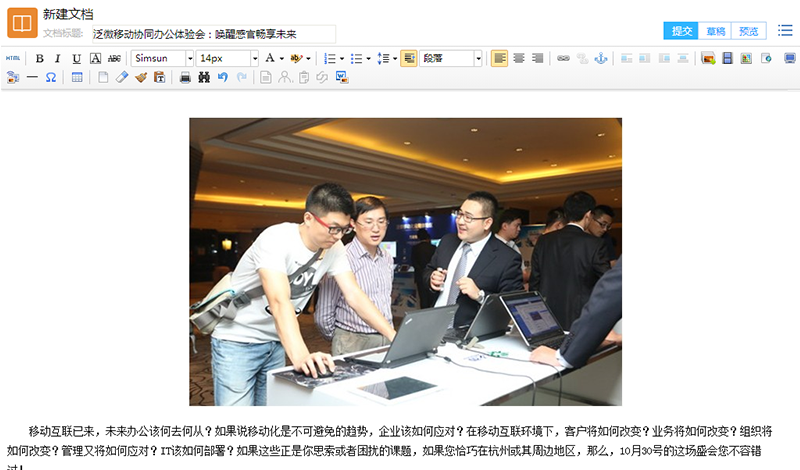 新建文档
文档标题:
泛微移动协同办公体验会：唤醒感官畅享未来
提交 草稿 预览
HTML B I U A ABC Simsun 14px A ab 段落
Ω
移动互联已来，未来办公该何去何从？如果说移动化是不可避免的趋势，企业该如何应对？在移动互联环境下，客户将如何改变？业务将如何改变？组织将
如何改变？管理又将如何应对？IT该如何部署？如果这些正是你思索或者困扰的课题，如果您恰巧在杭州或其周边地区，那么，10月30号的这场盛会您不容错
过！